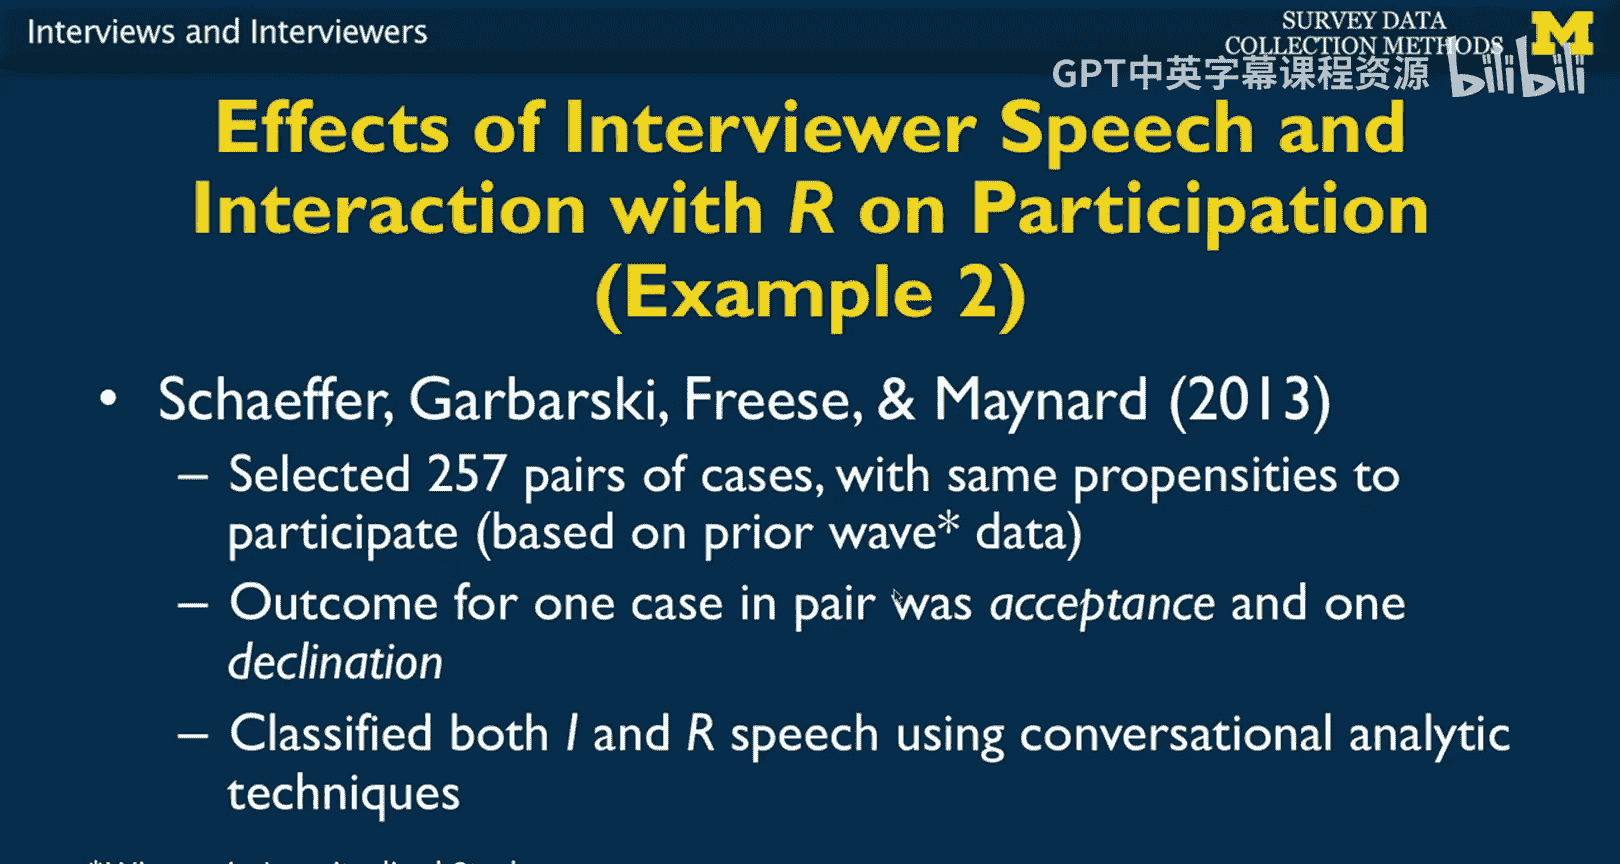 Interviews and Interviewers
SURVEY DATA
COLLECTION METHODS
M
GPT中英字幕课程资源
bilibili
Effects of Interviewer Speech and
Interaction with R on Participation
(Example 2)
• Schaeffer, Garbarski, Freese, & Maynard (2013)
– Selected 257 pairs of cases, with same propensities to
participate (based on prior wave* data)
– Outcome for one case in pair was acceptance and one
declination
– Classified both I and R speech using conversational analytic
techniques